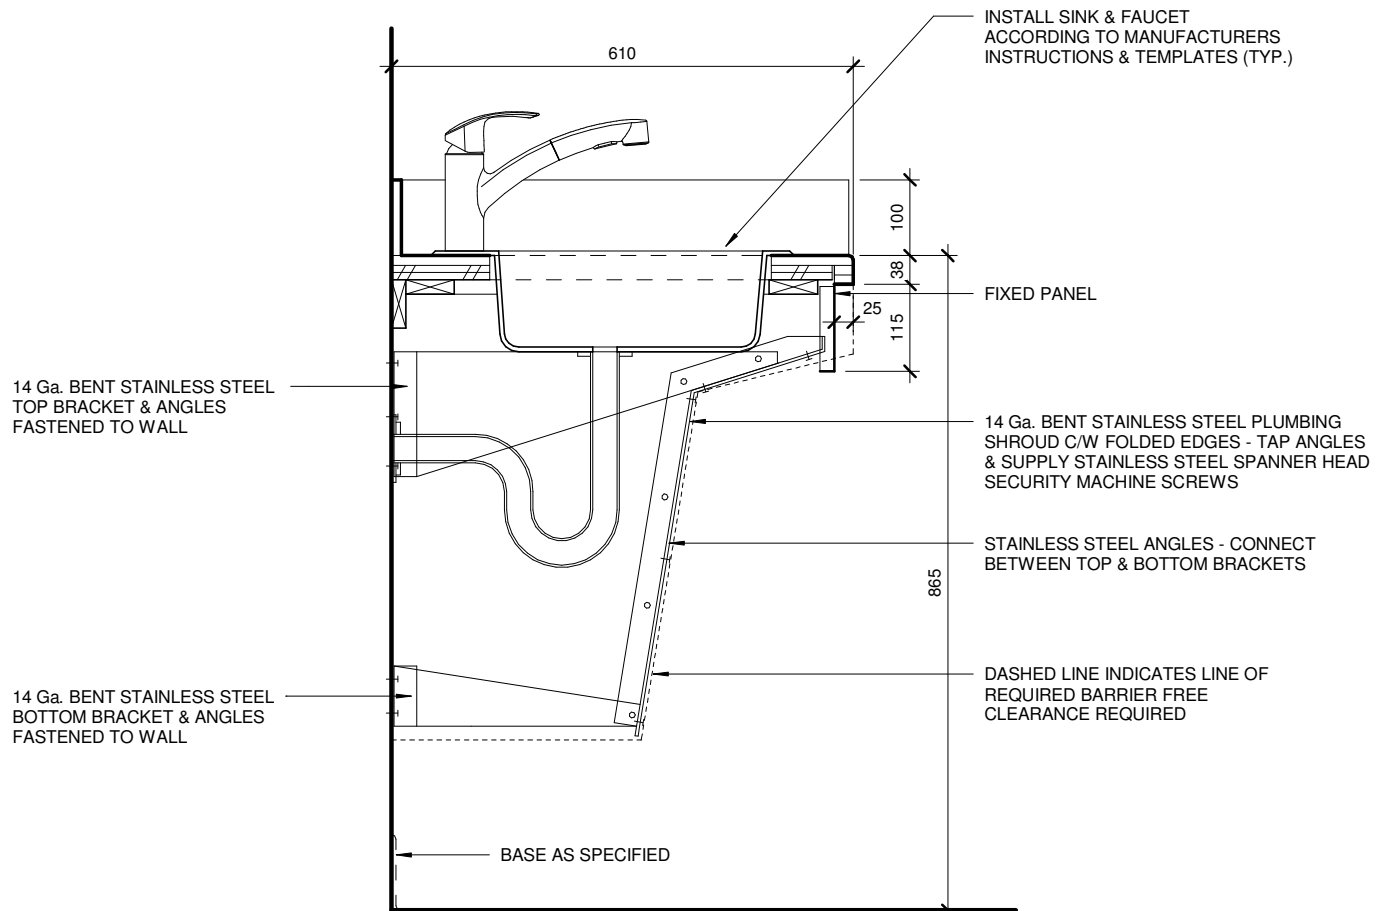 INSTALL SINK & FAUCET
ACCORDING TO MANUFACTURERS
INSTRUCTIONS & TEMPLATES (TYP.)
610
100
38
FIXED PANEL
25
115
14 Ga. BENT STAINLESS STEEL
TOP BRACKET & ANGLES
FASTENED TO WALL
14 Ga. BENT STAINLESS STEEL PLUMBING
SHROUD C/W FOLDED EDGES - TAP ANGLES
& SUPPLY STAINLESS STEEL SPANNER HEAD
SECURITY MACHINE SCREWS
STAINLESS STEEL ANGLES - CONNECT
BETWEEN TOP & BOTTOM BRACKETS
865
14 Ga. BENT STAINLESS STEEL
BOTTOM BRACKET & ANGLES
FASTENED TO WALL
DASHED LINE INDICATES LINE OF
REQUIRED BARRIER FREE
CLEARANCE REQUIRED
BASE AS SPECIFIED